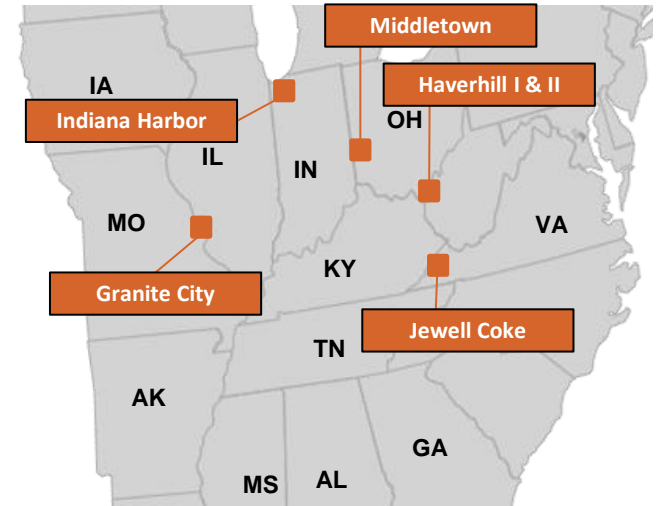 Middletown
IA
Haverhill I & II
Indiana Harbor
OH
IL
IN
MO
VA
KY
Granite City
Jewell Coke
TN
AK
GA
MS
AL